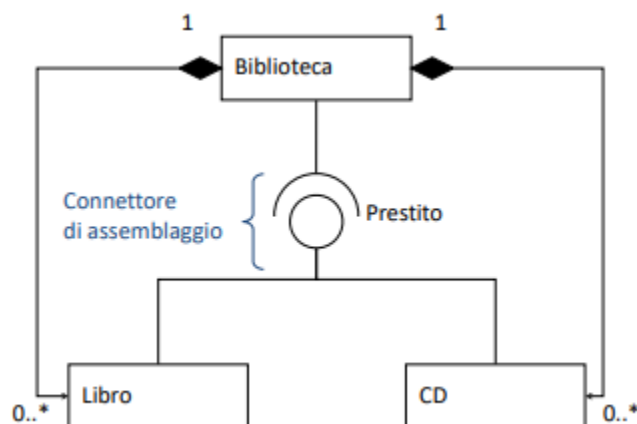 1
1
Biblioteca
Connettore
di assemblaggio
Prestito
Libro
CD
0..*
0..*